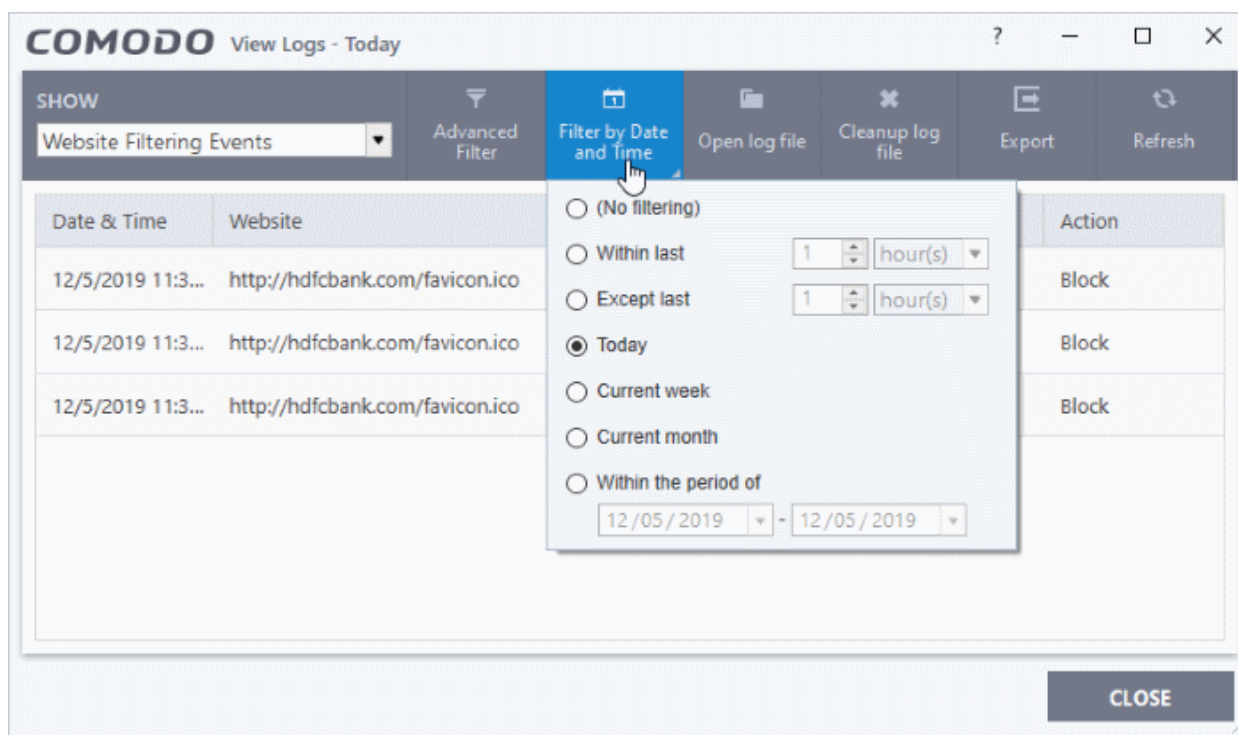 COMODO View Logs - Today
?
SHOW
Website Filtering Events
Advanced
Filter
Filter by Date
and Time
Open log file
Cleanup log
file
Export
Refresh
Date & Time Website Action
12/5/2019 11:3... http://hdfcbank.com/favicon.ico Block
12/5/2019 11:3... http://hdfcbank.com/favicon.ico Block
12/5/2019 11:3... http://hdfcbank.com/favicon.ico Block
(No filtering)
Within last 1 hour(s)
Except last 1 hour(s)
Today
Current week
Current month
Within the period of
12/05/2019 - 12/05/2019
CLOSE